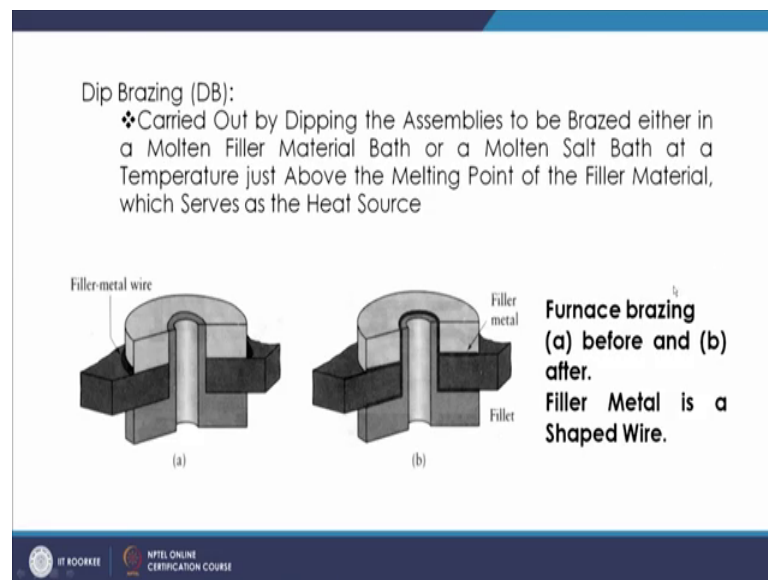 Dip Brazing (DB):
❖Carried Out by Dipping the Assemblies to be Brazed either in
a Molten Filler Material Bath or a Molten Salt Bath at a
Temperature just Above the Melting Point of the Filler Material,
which Serves as the Heat Source
Filler-metal wire
(a)
Filler
metal
Fillet
(b)
Furnace brazing
(a) before and (b)
after.
Filler Metal is a
Shaped Wire.
IIT ROORKEE
NPTEL ONLINE
CERTIFICATION COURSE